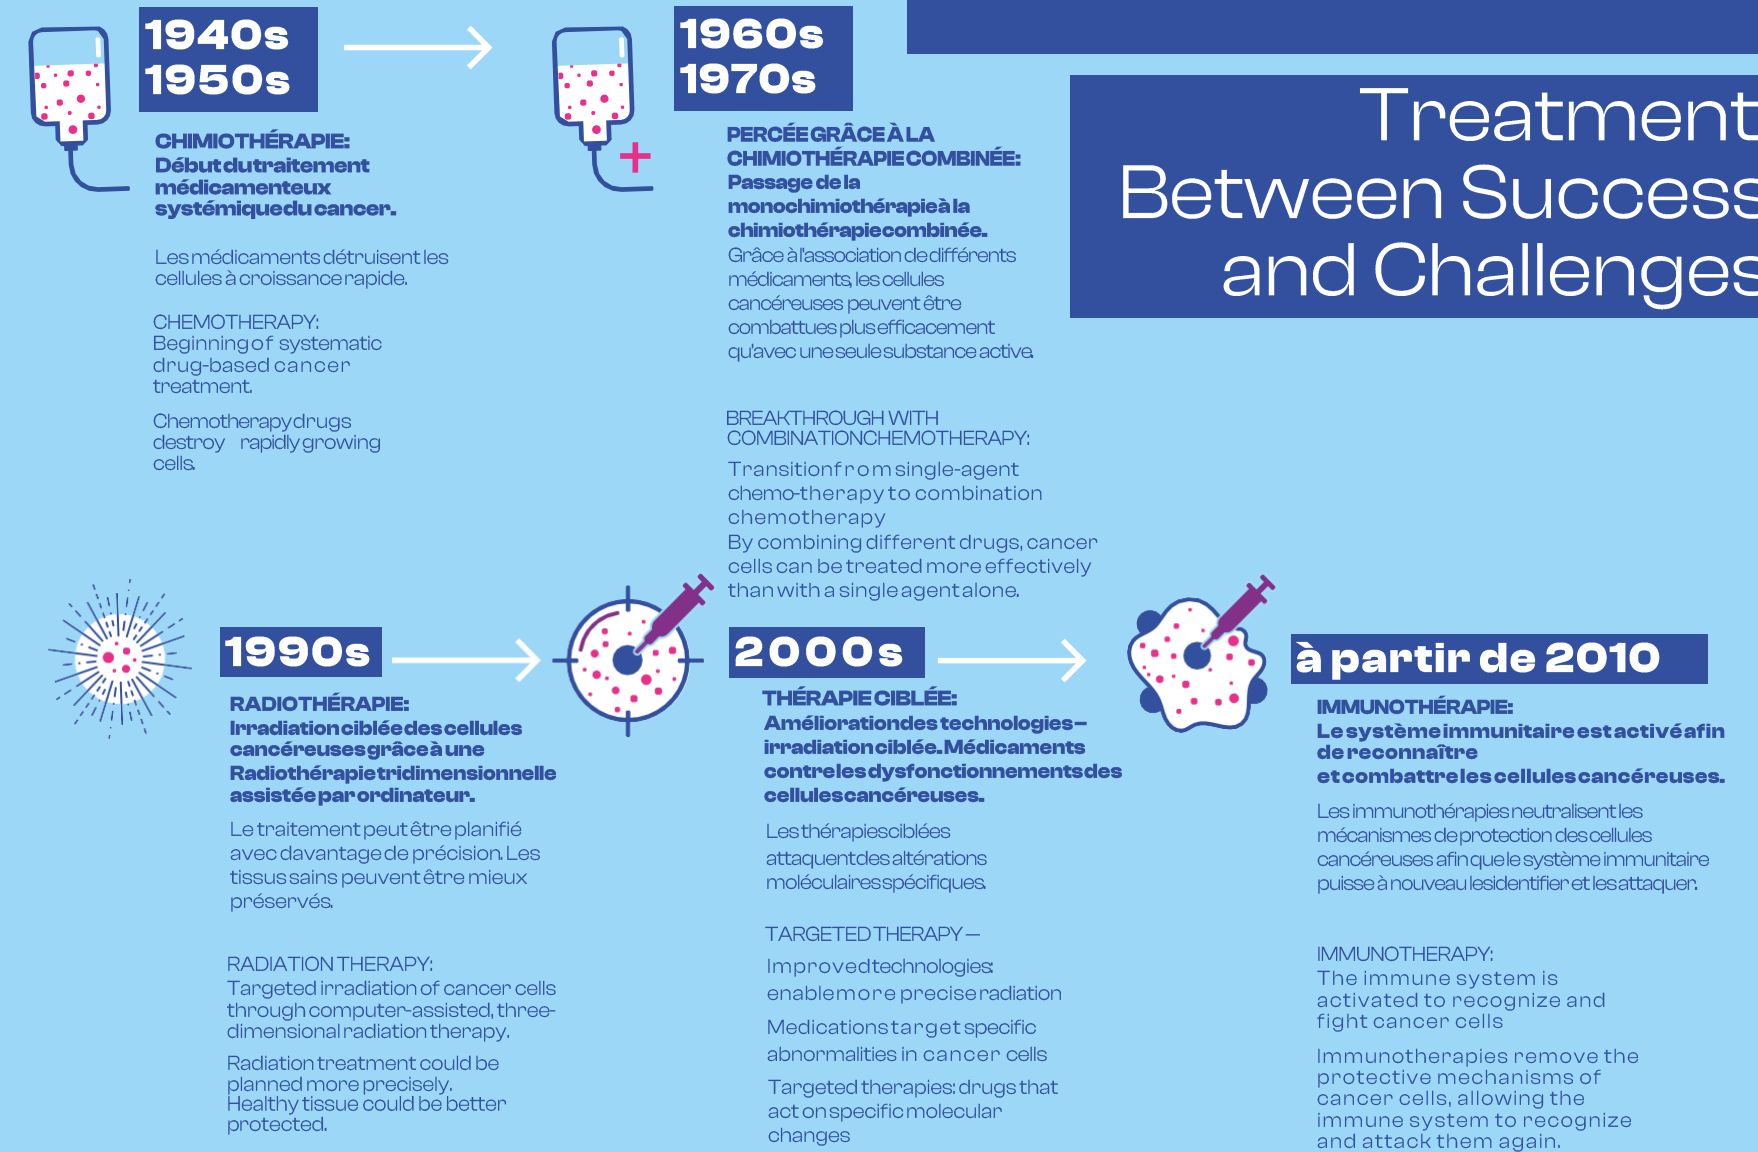 1940s
1950s
CHIMIOTHÉRAPIE:
Début du traitement
médicamenteux
systémique du cancer.
Les médicaments détruisent les
cellules à croissance rapide.
CHEMOTHERAPY:
Beginning of systematic
drug-based cancer
treatment.
Chemotherapy drugs
destroy rapidly growing
cells.
1960s
1970s
PERCÉE GRÂCE À LA
CHIMIOTHÉRAPIE COMBINÉE:
Passage de la
monochimiothérapie à la
chimiothérapie combinée.
Grâce à l'association de différents
médicaments, les cellules
cancéreuses peuvent être
combattues plus efficacement
qu'avec une seule substance active.
BREAKTHROUGH WITH
COMBINATION CHEMOTHERAPY:
Transition from single-agent
chemo-therapy to combination
chemotherapy
By combining different drugs, cancer
cells can be treated more effectively
than with a single agent alone.
Treatment
Between Success
and Challenges
1990s
RADIOTHÉRAPIE:
Irradiation ciblée des cellules
cancéreuses grâce à une
Radiothérapie tridimensionnelle
assistée par ordinateur.
Le traitement peut être planifié
avec davantage de précision. Les
tissus sains peuvent être mieux
préservés.
RADIATION THERAPY:
Targeted irradiation of cancer cells
through computer-assisted, three-
dimensional radiation therapy.
Radiation treatment could be
planned more precisely.
Healthy tissue could be better
protected.
2000s
THÉRAPIE CIBLÉE:
Amélioration des technologies –
irradiation ciblée. Médicaments
contre les dysfonctionnements des
cellules cancéreuses.
Les thérapies ciblées
attaquent des altérations
moléculaires spécifiques.
TARGETED THERAPY –
Improved technologies:
enable more precise radiation
Medications target specific
abnormalities in cancer cells
Targeted therapies: drugs that
act on specific molecular
changes
à partir de 2010
IMMUNOTHÉRAPIE:
Le système immunitaire est activé afin
de reconnaître
et combattre les cellules cancéreuses.
Les immunothérapies neutralisent les
mécanismes de protection des cellules
cancéreuses afin que le système immunitaire
puisse à nouveau les identifier et les attaquer.
IMMUNOTHERAPY:
The immune system is
activated to recognize and
fight cancer cells
Immunotherapies remove the
protective mechanisms of
cancer cells, allowing the
immune system to recognize
and attack them again.